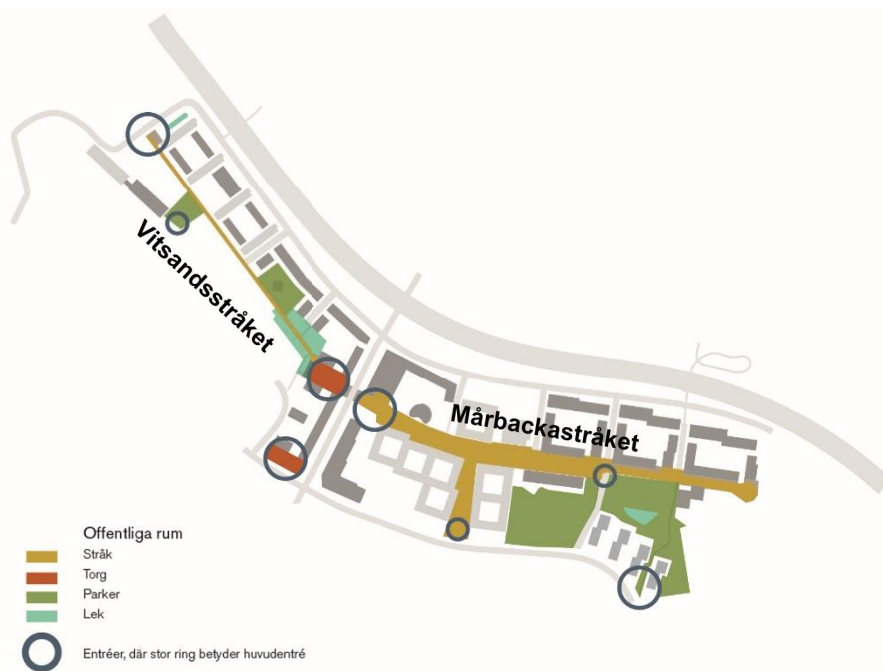 Vitsandsstråket
Mårbackastråket
Offentliga rum
Stråk
Torg
Parker
Lek
Entréer, där stor ring betyder huvudentré